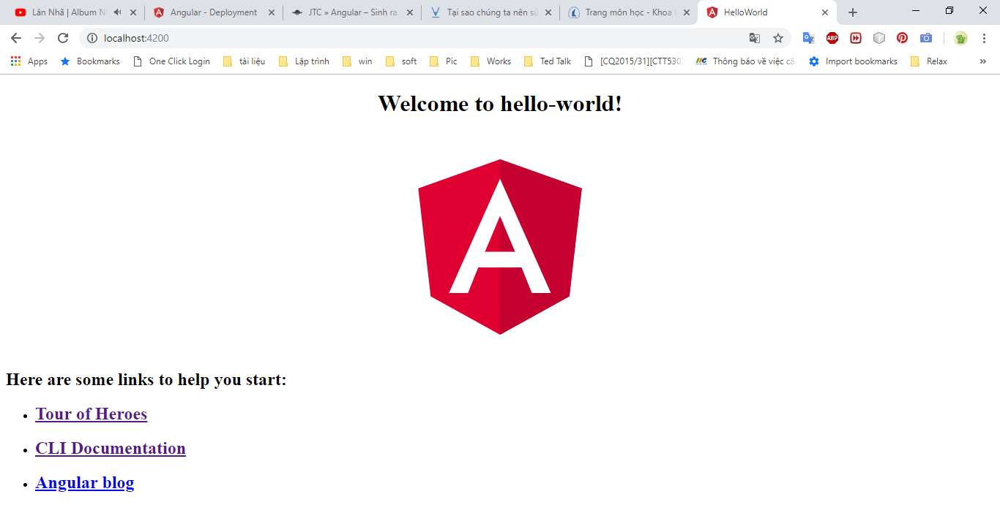 Lân Nhã | Album N
Angular - Deployment
JTC » Angular – Sinh ra
Tại sao chúng ta nên sử
Trang môn học - Khoa
HelloWorld
localhost:4200
Apps
Bookmarks
One Click Login
tài liệu
Lập trình
win
soft
Pic
Works
Ted Talk
[CQ2015/31][CTT530]
Thông báo về việc
Import bookmarks
Relax
»
Welcome to hello-world!
A
Here are some links to help you start:
• Tour of Heroes
• CLI Documentation
• Angular blog